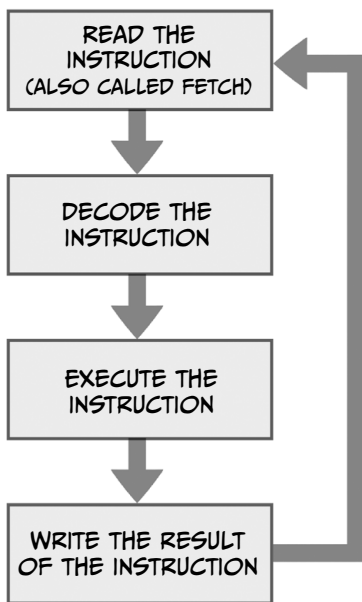 READ THE
INSTRUCTION
(ALSO CALLED FETCH)
DECODE THE
INSTRUCTION
EXECUTE THE
INSTRUCTION
WRITE THE RESULT
OF THE INSTRUCTION